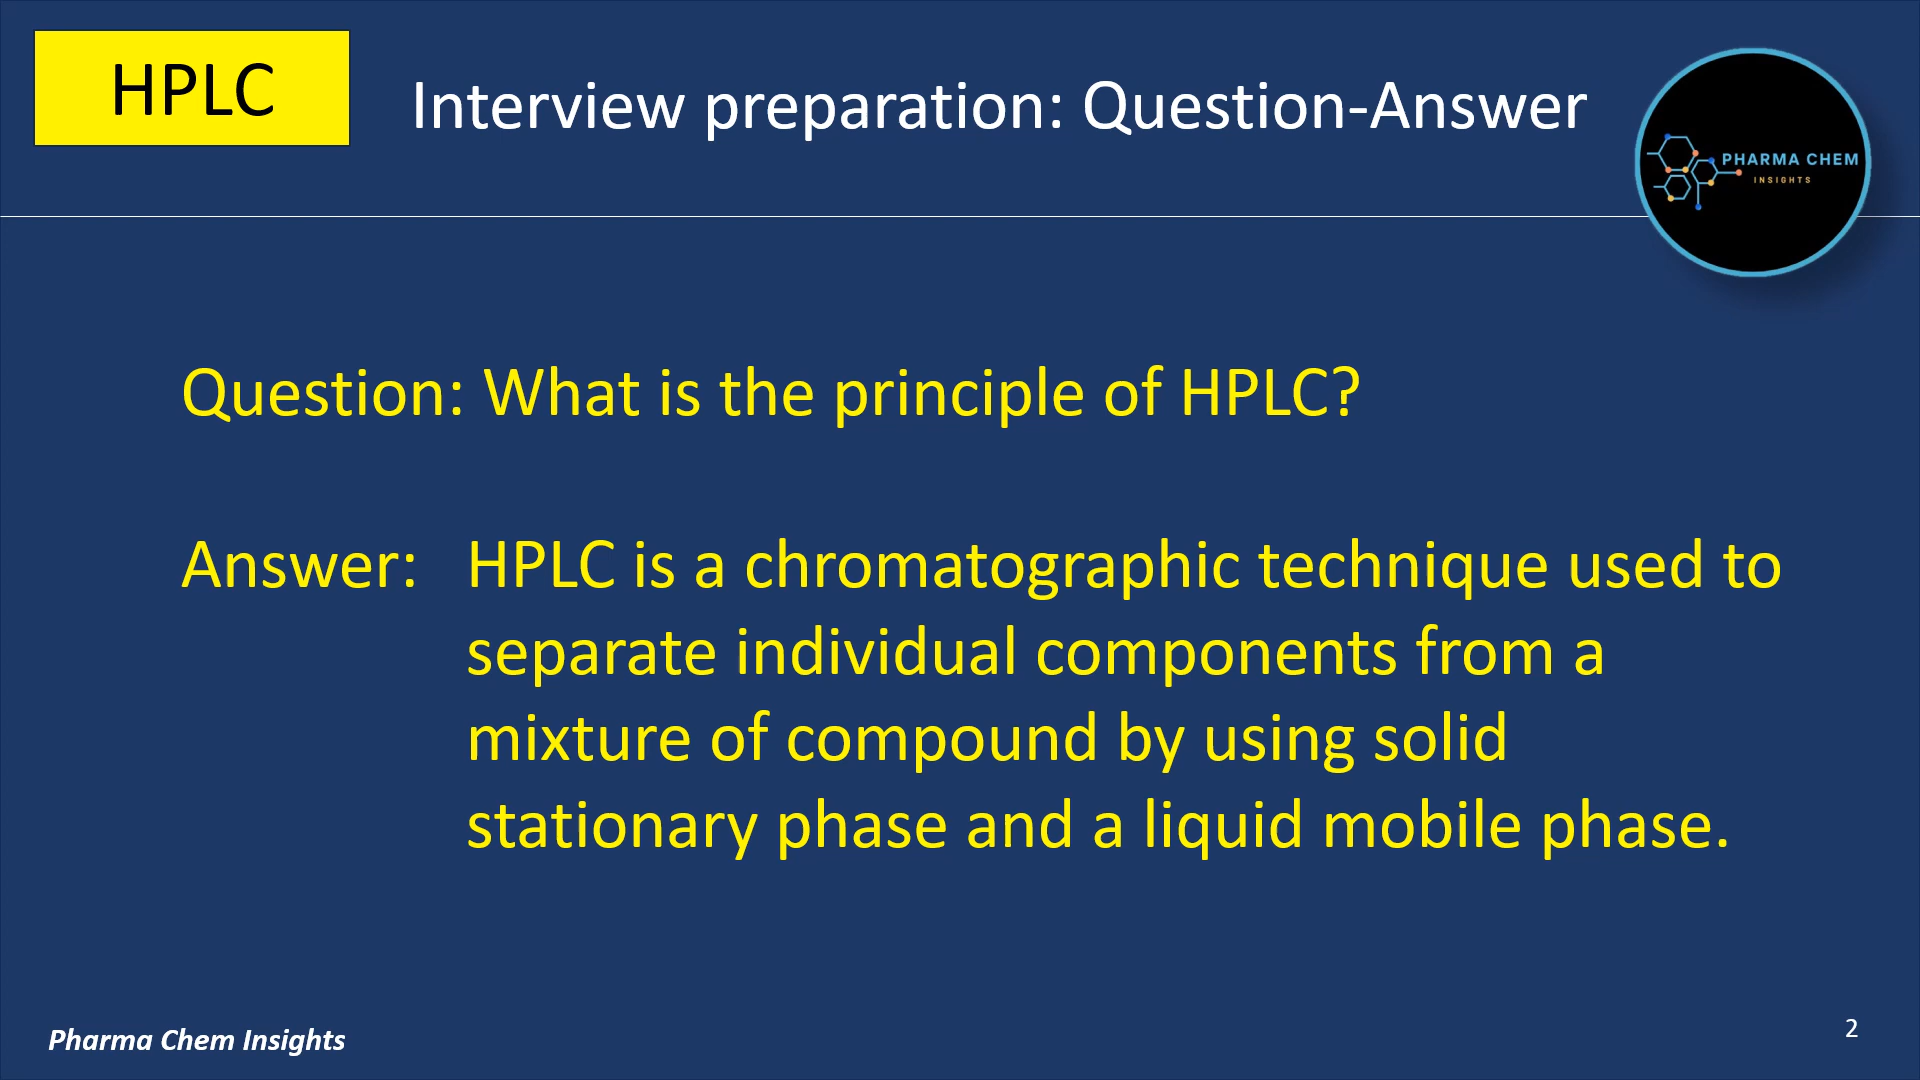 HPLC
Interview preparation: Question-Answer
PHARMA CHEM
INSIGHTS
Question: What is the principle of HPLC?
Answer: HPLC is a chromatographic technique used to
separate individual components from a
mixture of compound by using solid
stationary phase and a liquid mobile phase.
Pharma Chem Insights
2